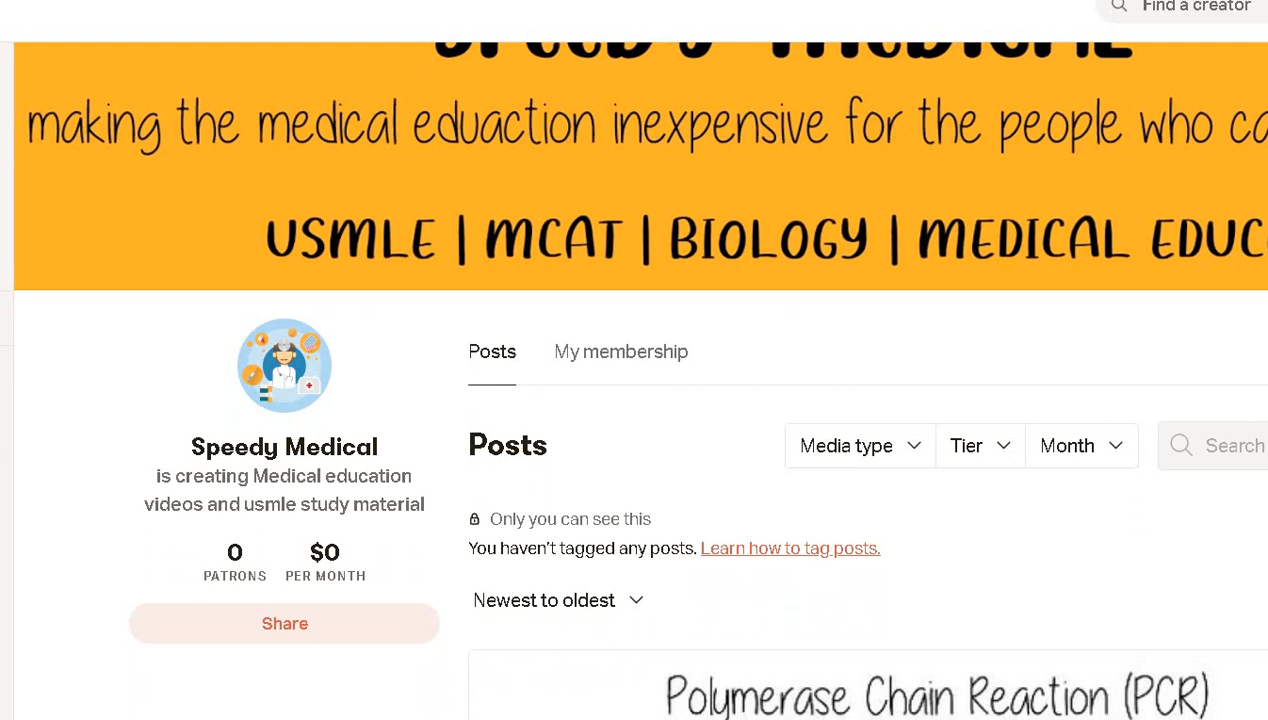 Find a creator
SPEEDY MEDICAL
making the medical eduaction inexpensive for the people who
USMLE | MCAT | BIOLOGY | MEDICAL
Posts
My membership
Speedy Medical
is creating Medical education
videos and usmle study material
0
PATRONS
$0
PER MONTH
Share
Posts
Media type
Tier
Month
Search
Only you can see this
You haven't tagged any posts. Learn how to tag posts.
Newest to oldest
Polymerase Chain Reaction (PCR)